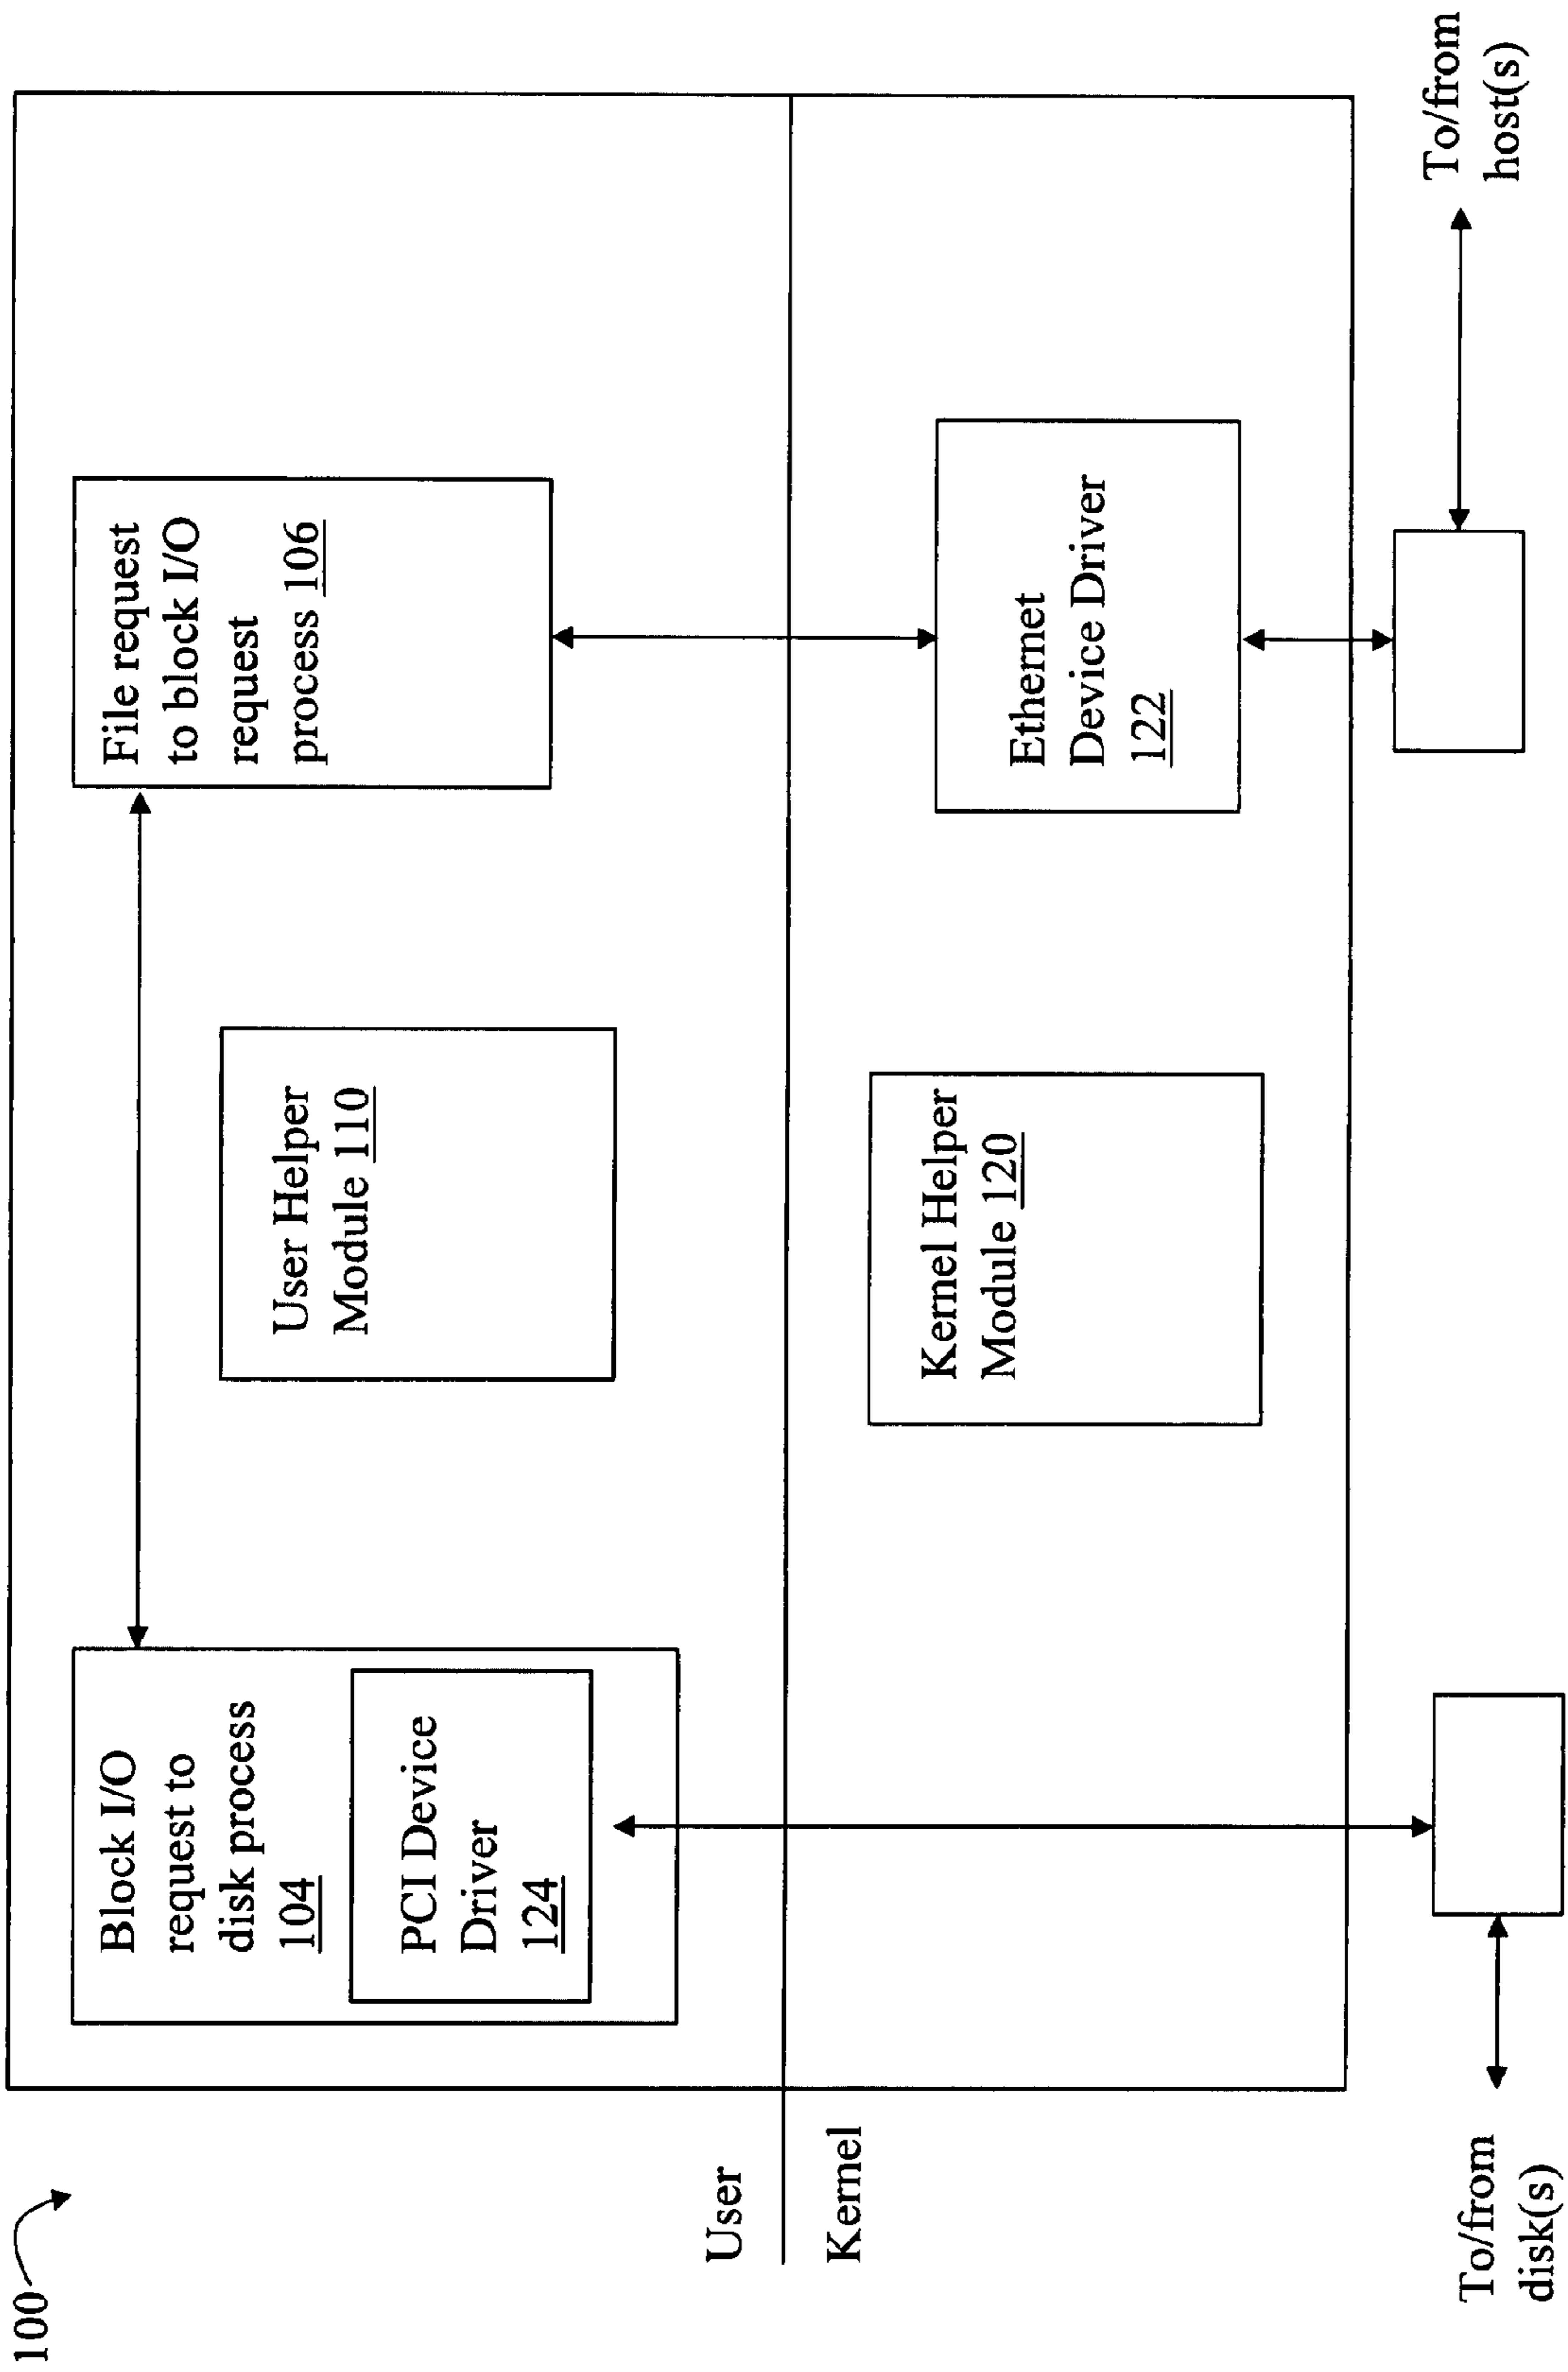 100
Block I/O
request to
disk process
104
PCI Device
Driver
124
File request
to block I/O
request
process 106
User Helper
Module 110
User
Kernel
Kernel Helper
Module 120
Ethernet
Device Driver
122
To/from
disk(s)
To/from
host(s)